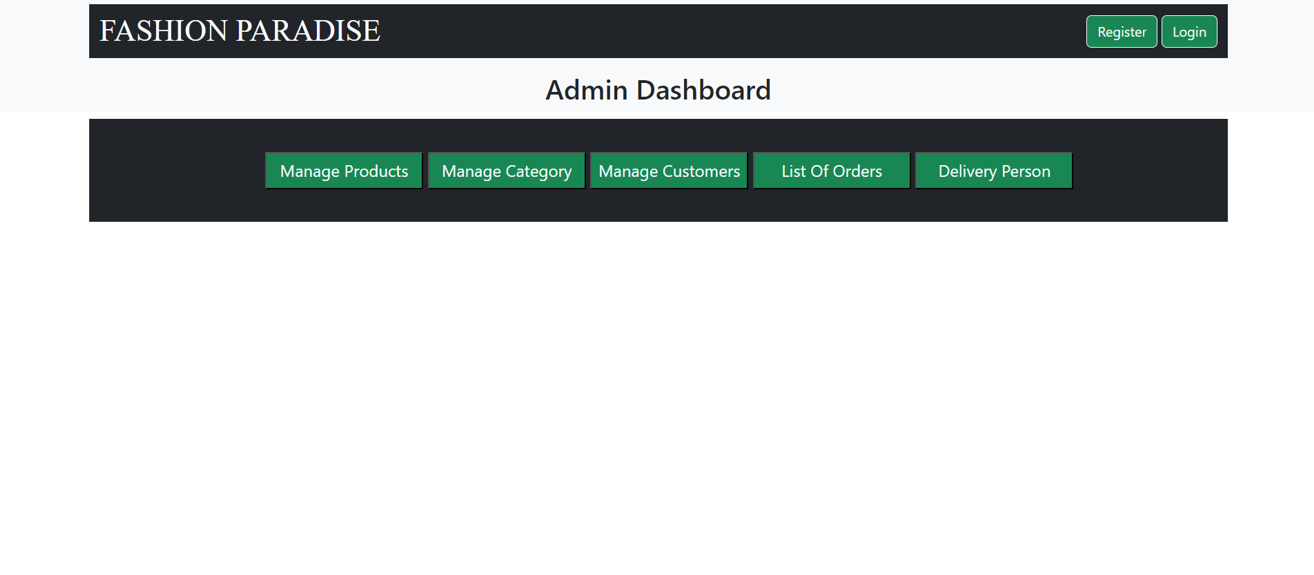 FASHION PARADISE
Register Login
Admin Dashboard
Manage Products Manage Category Manage Customers List Of Orders Delivery Person